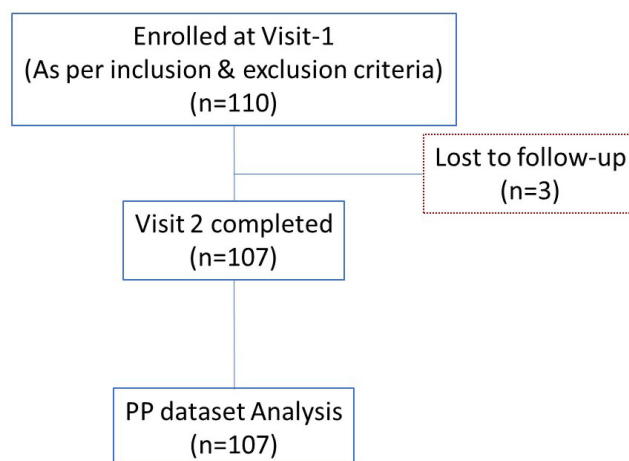 Enrolled at Visit-1
(As per inclusion & exclusion criteria)
(n=110)
Lost to follow-up
(n=3)
Visit 2 completed
(n=107)
PP dataset Analysis
(n=107)